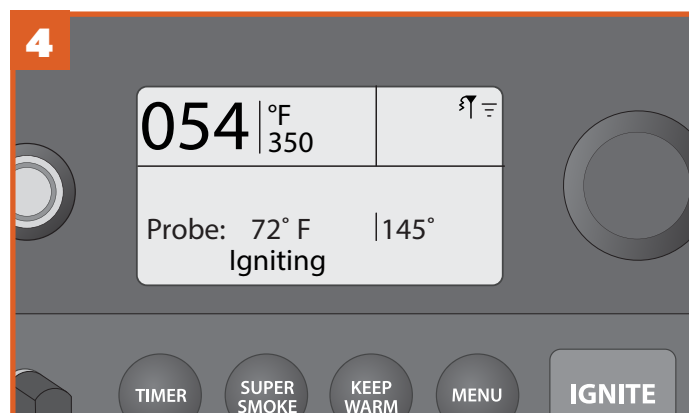 4
054 °F
350
Probe: 72° F 145°
Igniting
TIMER
SUPER
SMOKE
KEEP
WARM
MENU
IGNITE